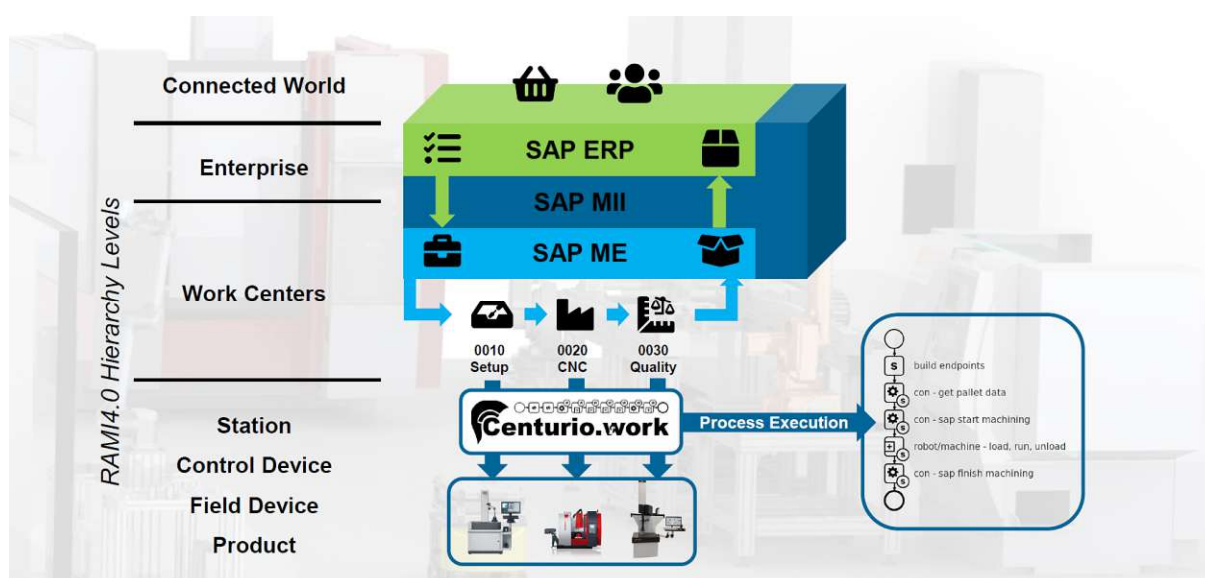 RAMI4.0 Hierarchy Levels
Connected World
Enterprise
Work Centers
Station
Control Device
Field Device
Product
SAP ERP
SAP MII
SAP ME
0010
Setup
0020
CNC
0030
Quality
Centurio.work
Process Execution
S
build endpoints
S
con - get pallet data
S
con - sap start machining
S
robot/machine - load, run, unload
S
con - sap finish machining